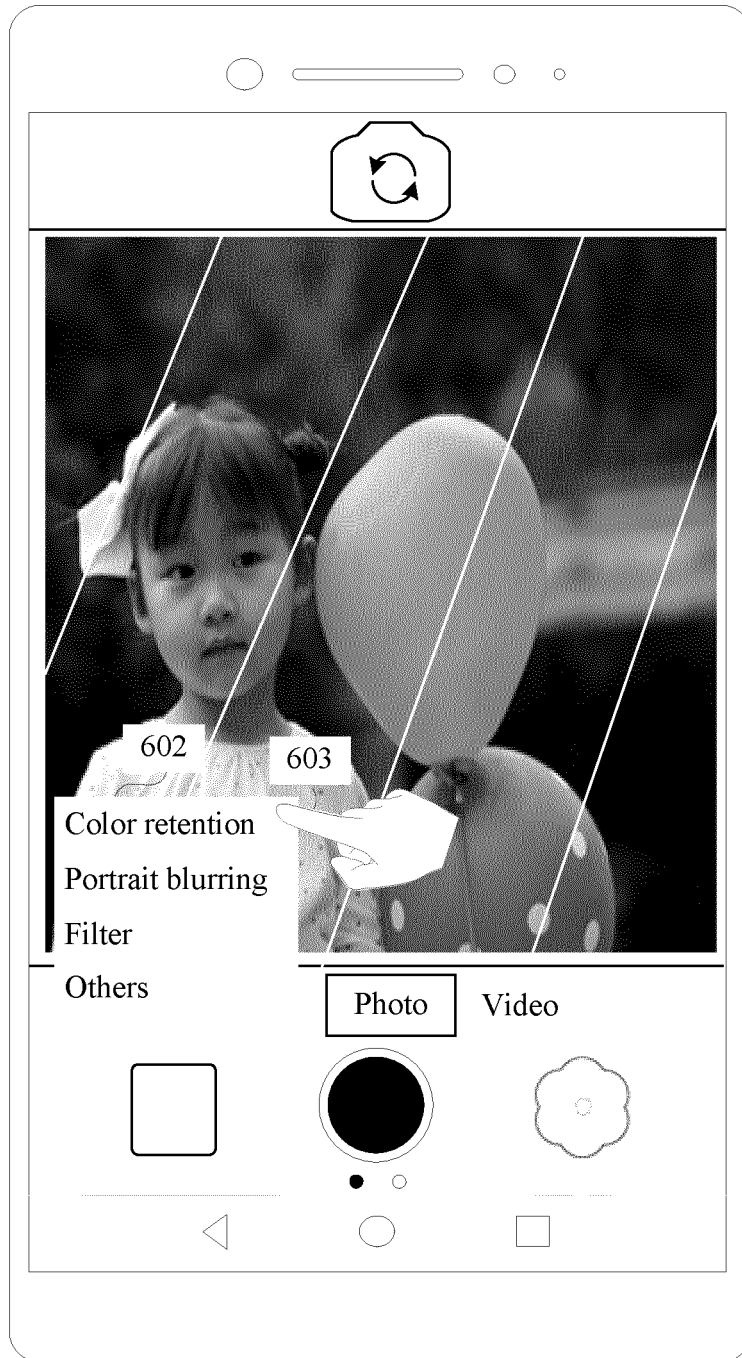 602
603
Color retention
Portrait blurring
Filter
Others
Photo Video